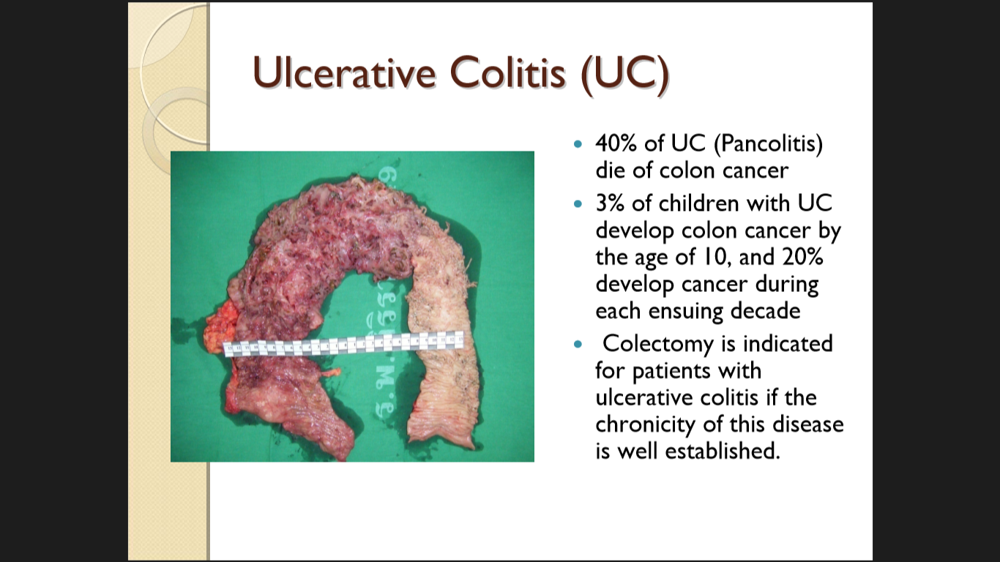 Ulcerative Colitis (UC)
• 40% of UC (Pancolitis)
die of colon cancer
• 3% of children with UC
develop colon cancer by
the age of 10, and 20%
develop cancer during
each ensuing decade
• Colectomy is indicated
for patients with
ulcerative colitis if the
chronicity of this disease
is well established.